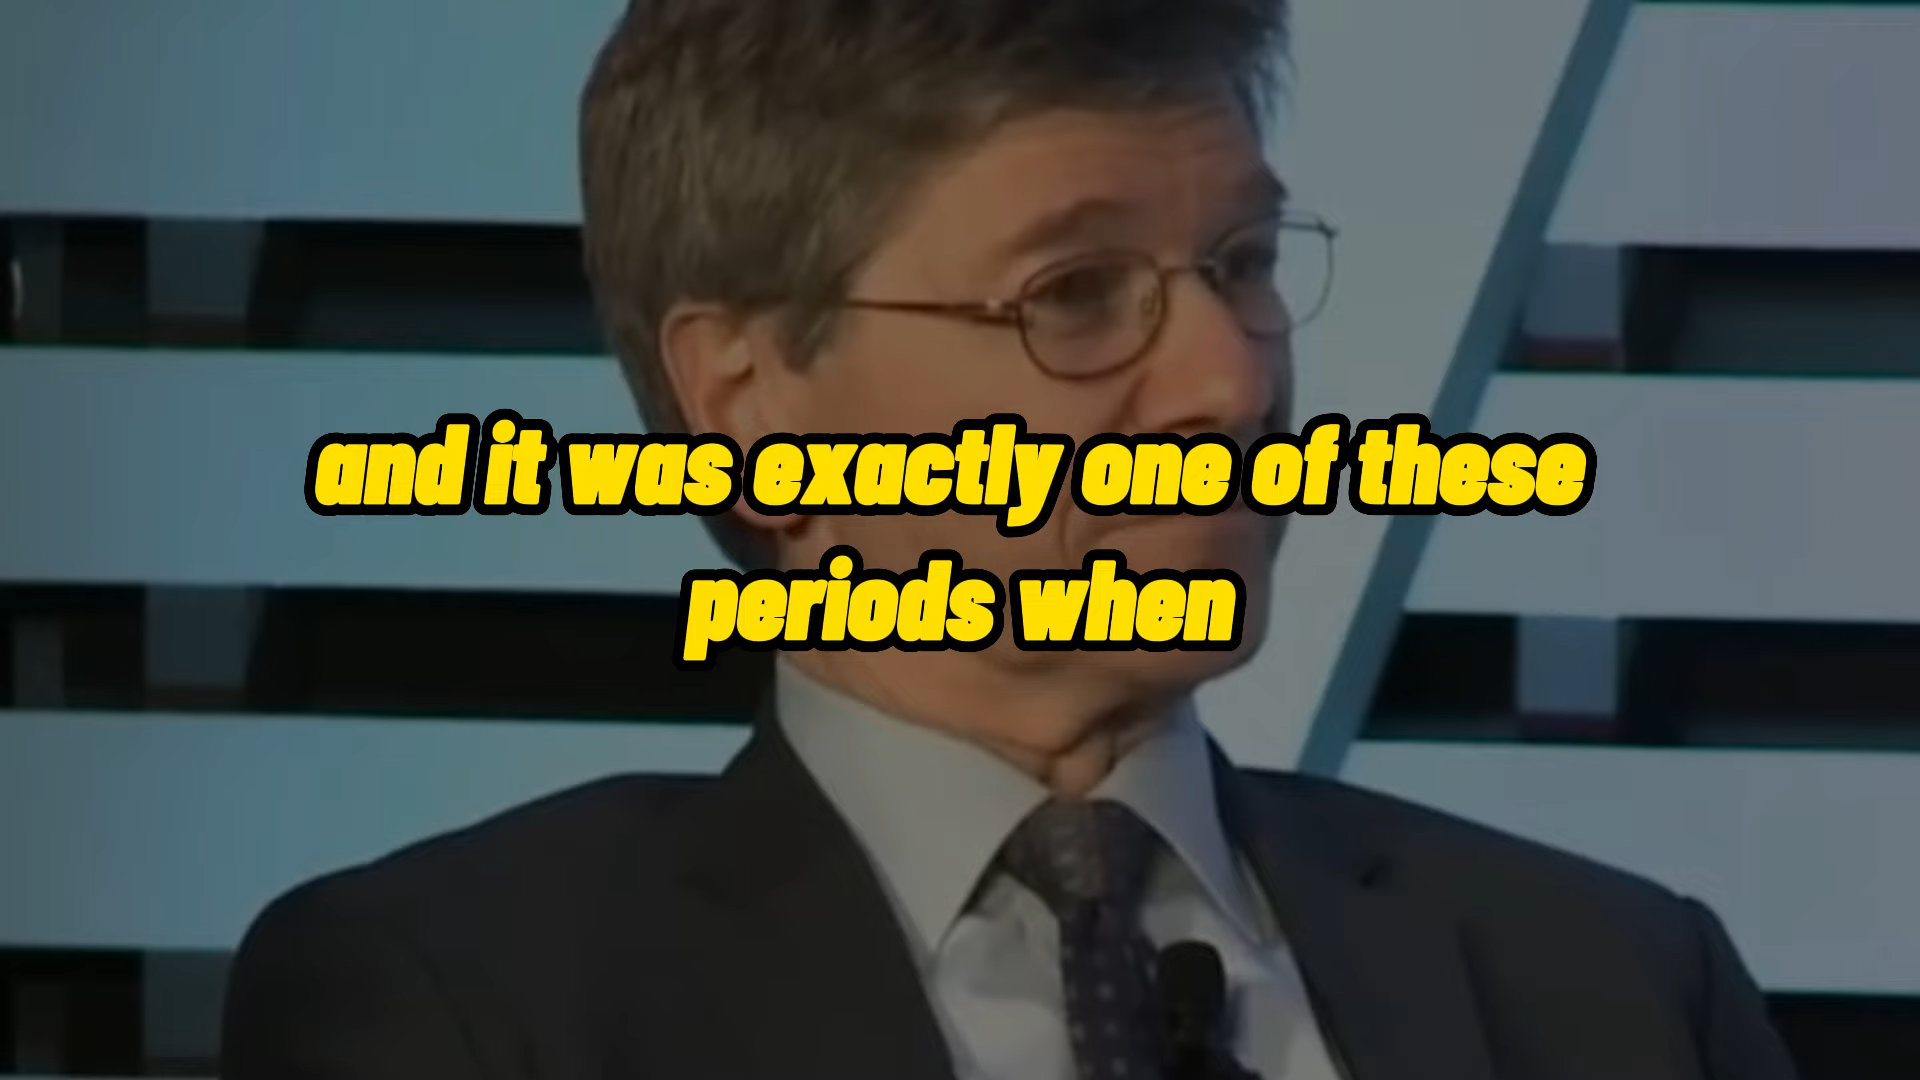 and it was exactly one of these
periods when